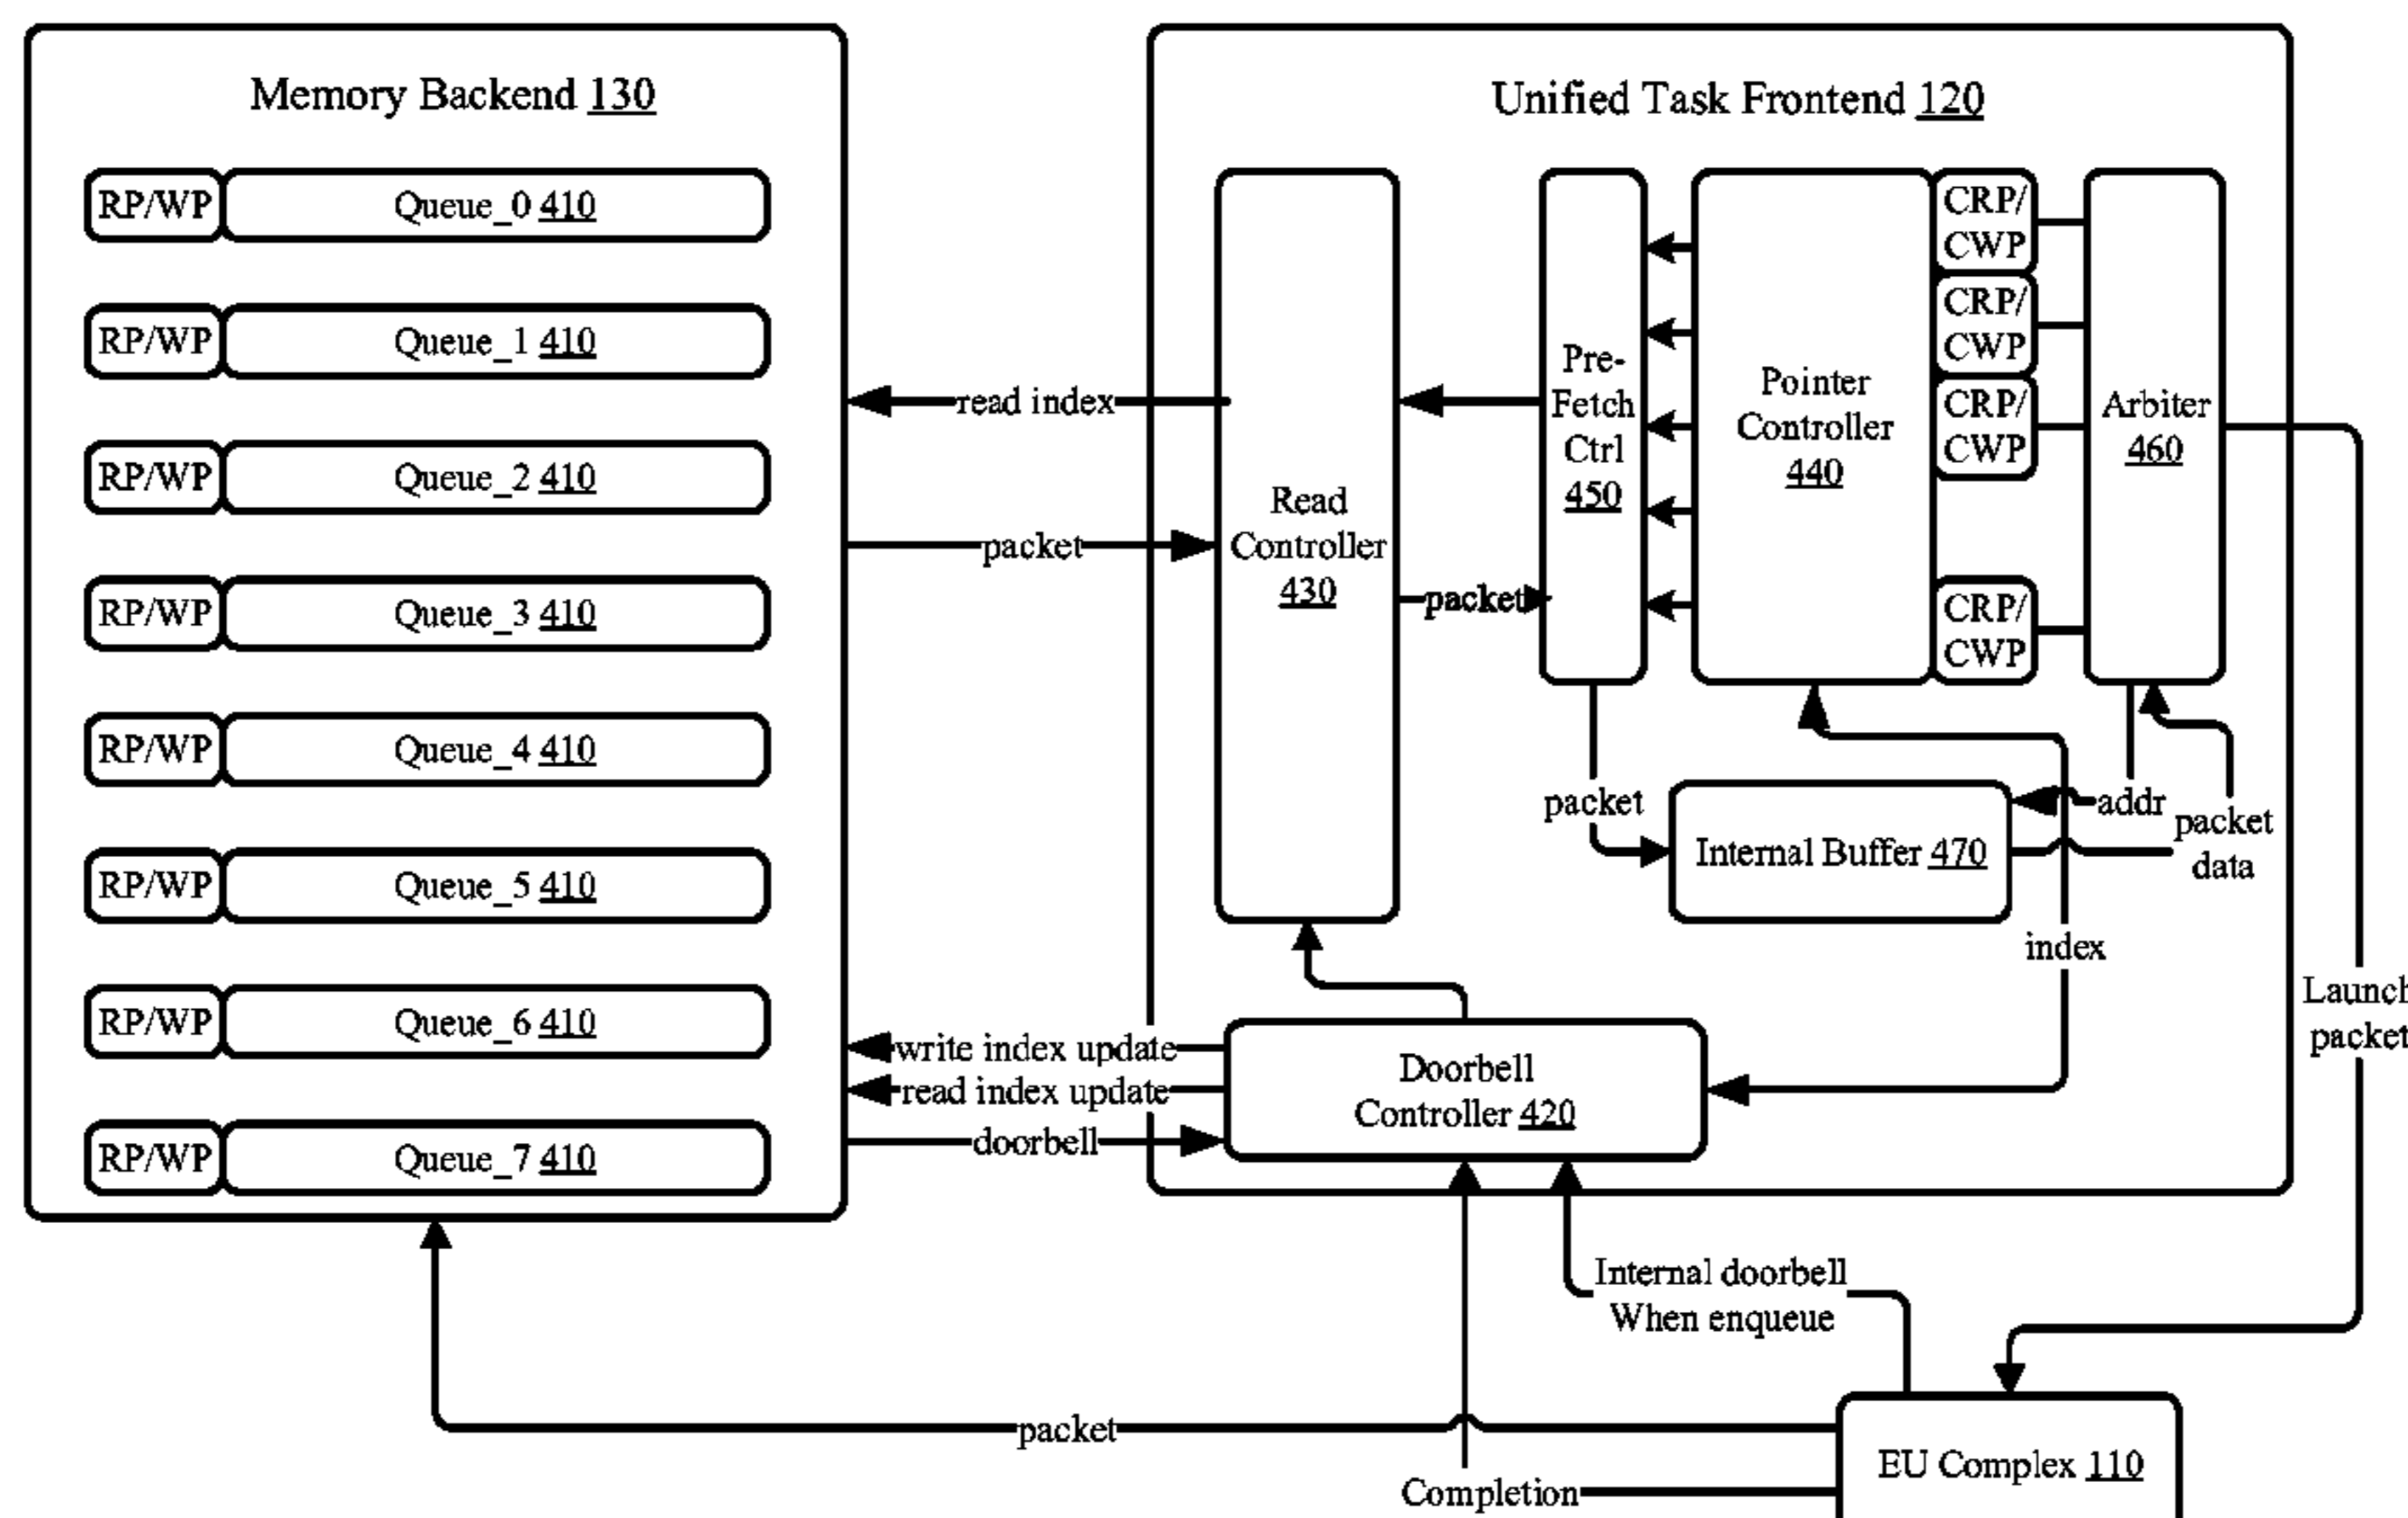 Memory Backend 130
RP/WP Queue_0 410
RP/WP Queue_1 410
RP/WP Queue_2 410
RP/WP Queue_3 410
RP/WP Queue_4 410
RP/WP Queue_5 410
RP/WP Queue_6 410
RP/WP Queue_7 410
read index
packet
write index update
read index update
doorbell
Unified Task Frontend 120
Read
Controller
430
packet
Pre-
Fetch
Ctrl
450
Pointer
Controller
440
CRP/
CWP
CRP/
CWP
CRP/
CWP
CRP/
CWP
Arbiter
460
packet
Internal Buffer 470
addr
packet
data
index
Doorbell
Controller 420
Launch
packet
Internal doorbell
When enqueue
packet
Completion
EU Complex 110